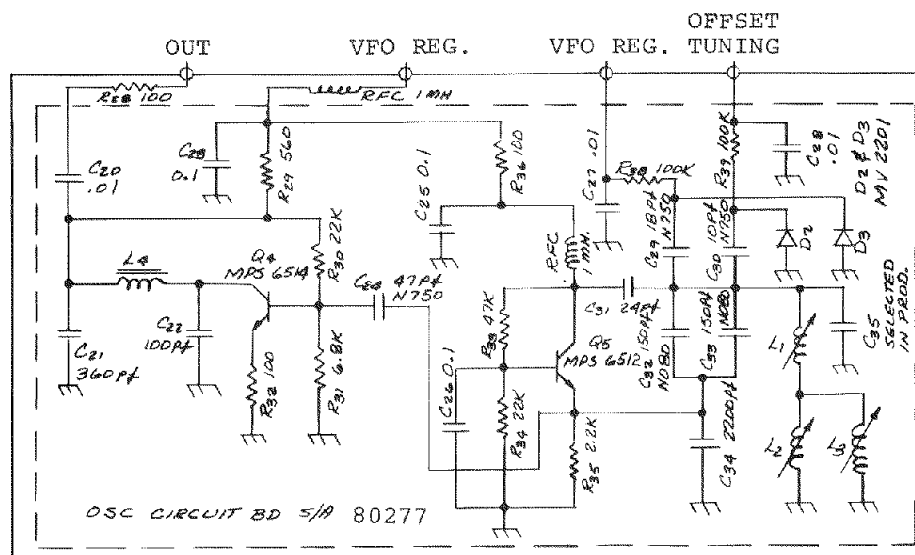 OUT
VFO REG.
VFO REG.
OFFSET
TUNING
R28 100
RFC 1MH
C20
.01
C23
0.1
R29 560
C25 0.1
R36 100
C27 .01
R38 100K
R39 100K
C28
.01
D2 & D3
MV 2201
L4
Q4
MPS 6514
R30 22K
C24 47Pf
N750
RFC
1 MH.
C29 18Pf
N750
C30 10Pf
N750
D2
D3
C21
360Pf
C22
100Pf
R32 100
R31 6.8K
R33 47K
C31 24Pf
Q5
MPS 6512
C32 150Pf
N080
C33 150Pf
N080
L1
C35
SELECTED
IN PROD.
C26 0.1
R34 22K
R35 2.2K
C34 2200Pf
L2
L3
OSC CIRCUIT BD S/A 80277